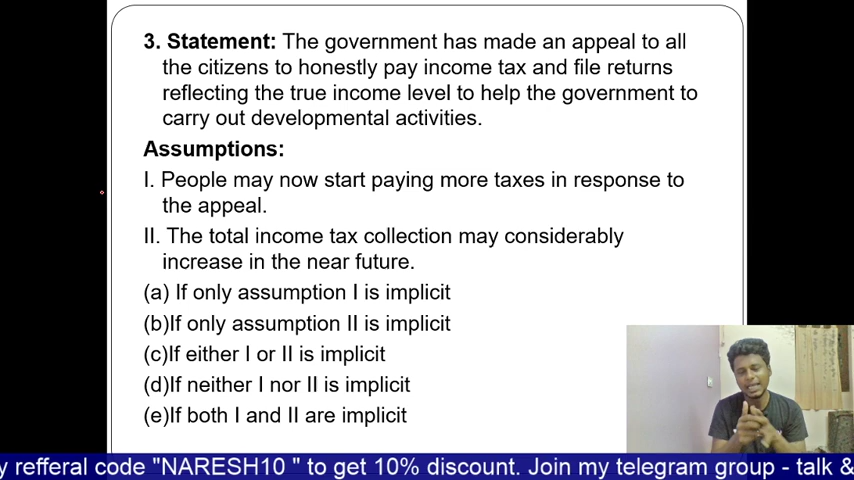 3. Statement: The government has made an appeal to all
the citizens to honestly pay income tax and file returns
reflecting the true income level to help the government to
carry out developmental activities.
Assumptions:
I. People may now start paying more taxes in response to
the appeal.
II. The total income tax collection may considerably
increase in the near future.
(a) If only assumption I is implicit
(b)If only assumption II is implicit
(c)If either I or II is implicit
(d)If neither I nor II is implicit
(e)If both I and II are implicit
y refferal code "NARESH10 " to get 10% discount. Join my telegram group - talk &